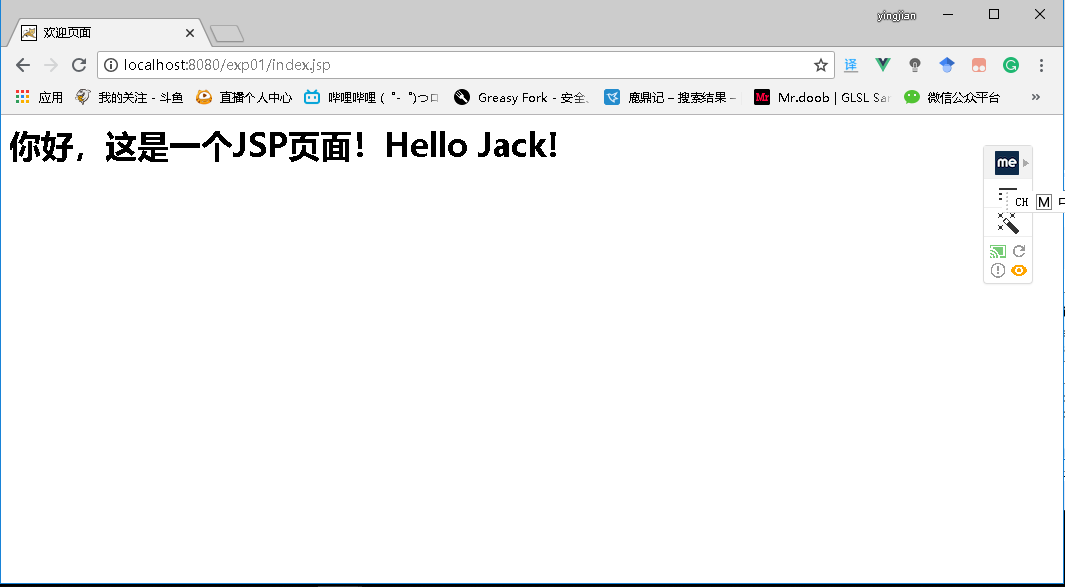 yingjian
欢迎页面
localhost:8080/exp01/index.jsp
译
应用 我的关注 - 斗鱼 直播个人中心 哔哩哔哩 ( ゜- ゜)つロ Greasy Fork - 安全、 鹿鼎记 – 搜索结果 – Mr Mr.doob | GLSL San 微信公众平台 »
你好，这是一个JSP页面！Hello Jack!
me
CH M